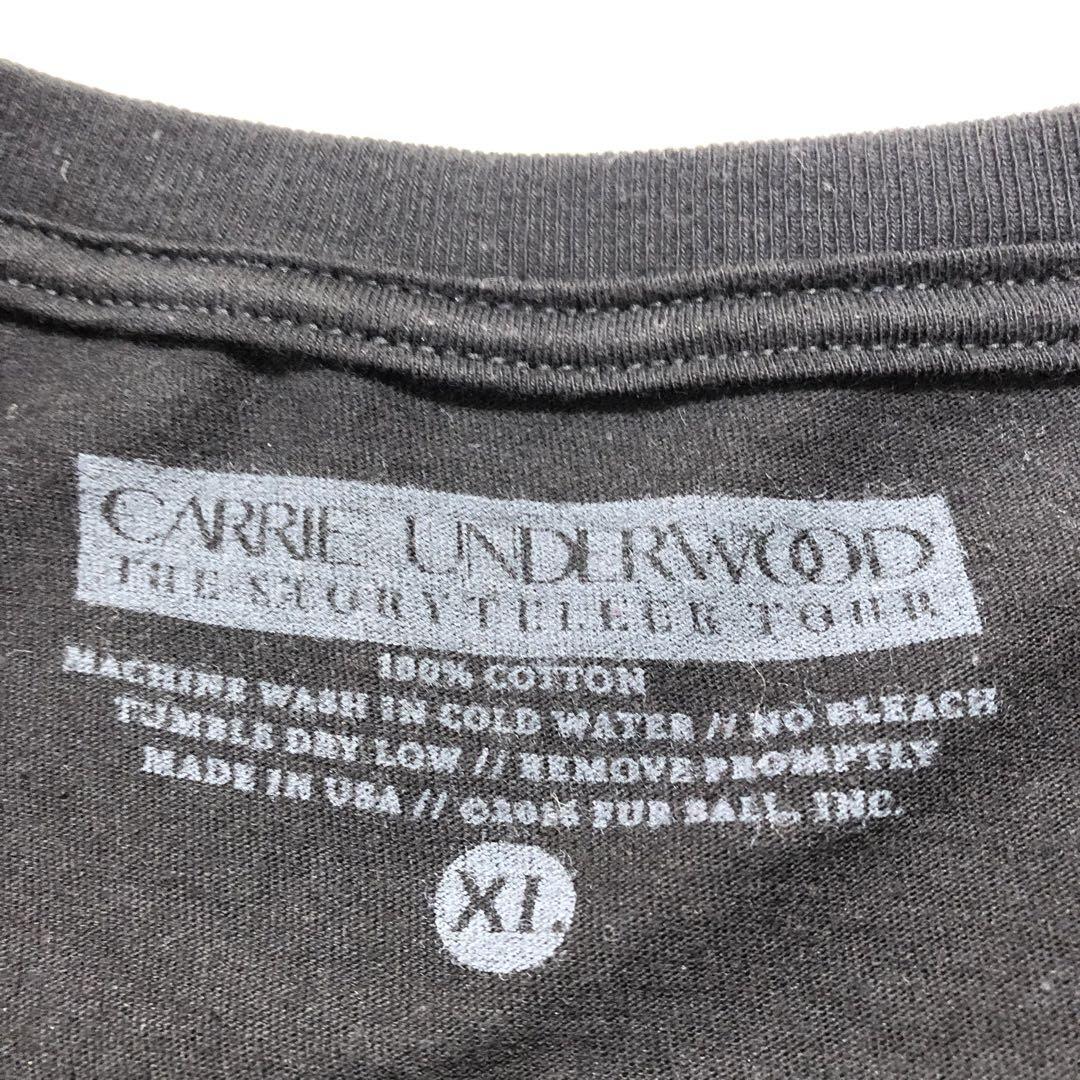 CARRIE UNDERWOOD
THE STORYTELLER TOUR
100% COTTON
MACHINE WASH IN COLD WATER // NO BLEACH
TUMBLE DRY LOW // REMOVE PROMPTLY
MADE IN USA // ©2016 FUR BALL, INC.
XL